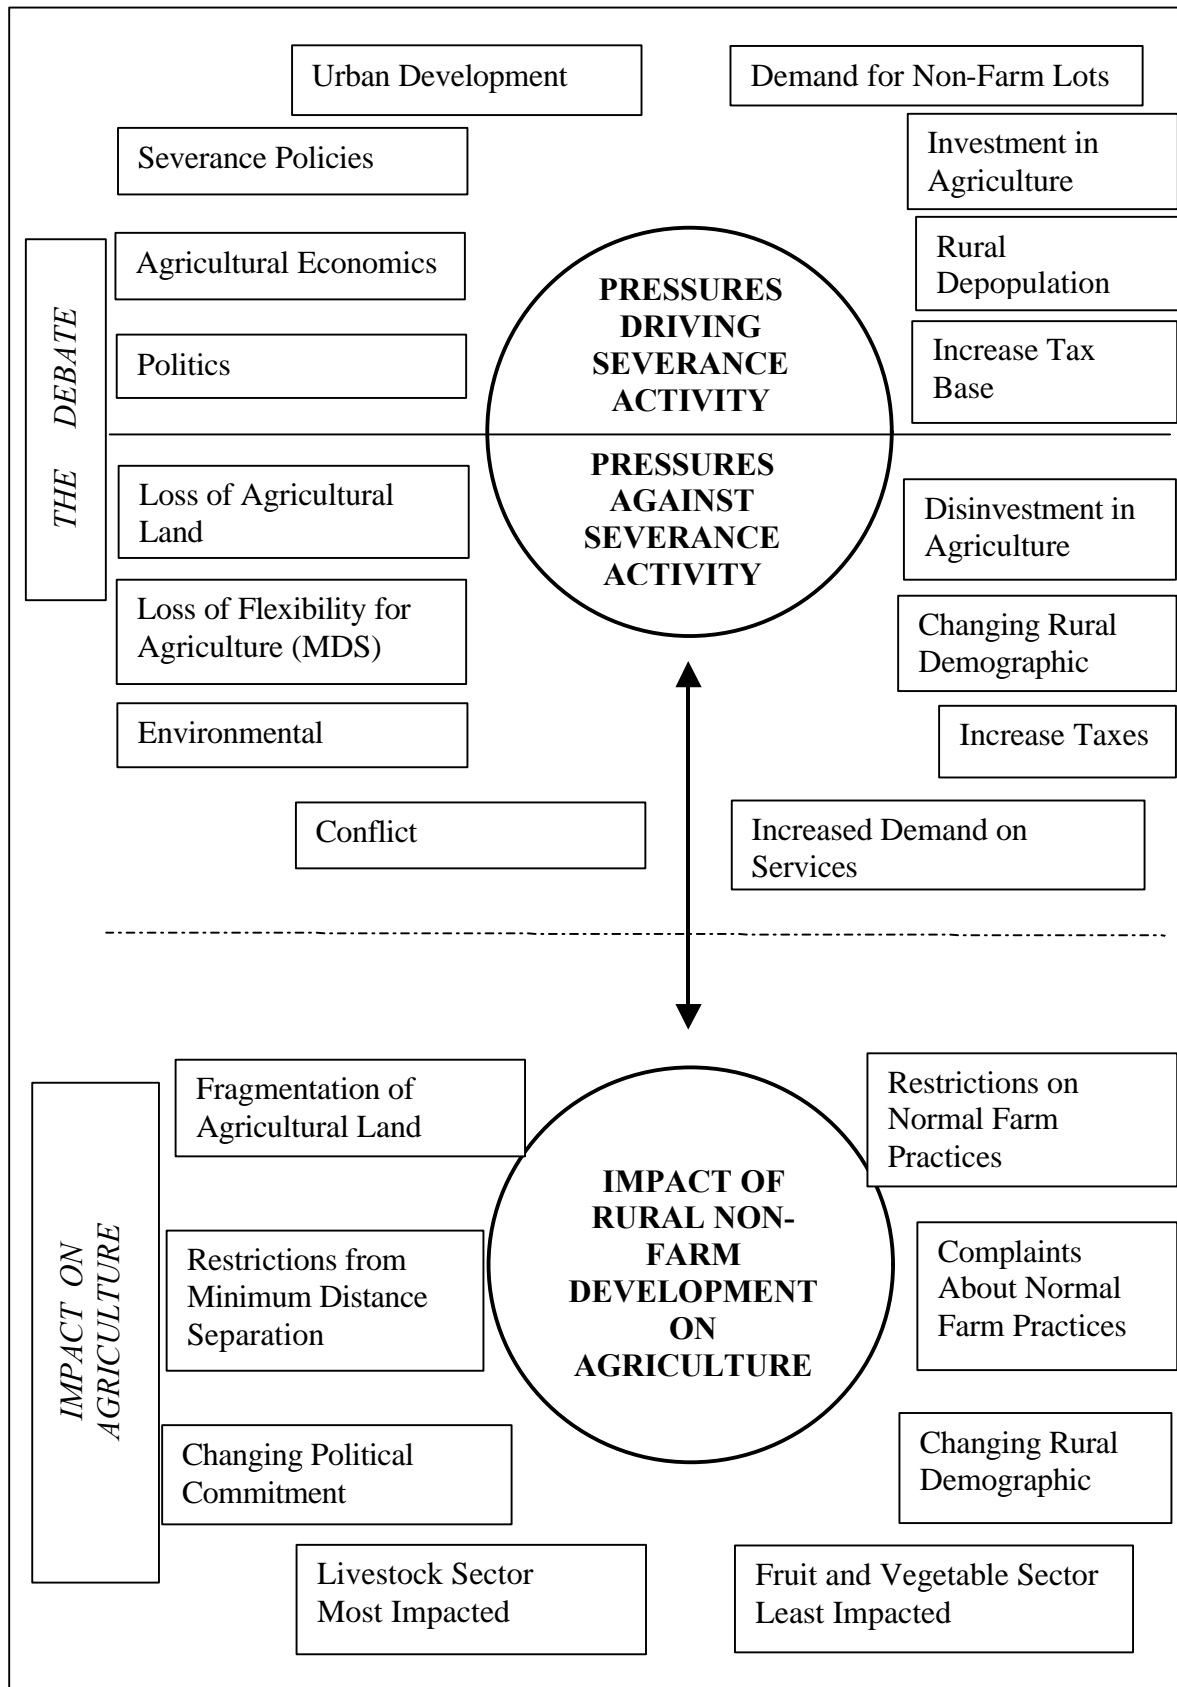 Urban Development
Demand for Non-Farm Lots
Severance Policies
Investment in
Agriculture
Agricultural Economics
Rural
Depopulation
Politics
Increase Tax
Base
THE DEBATE
PRESSURES
DRIVING
SEVERANCE
ACTIVITY
PRESSURES
AGAINST
SEVERANCE
ACTIVITY
Loss of Agricultural
Land
Disinvestment in
Agriculture
Loss of Flexibility for
Agriculture (MDS)
Changing Rural
Demographic
Environmental
Increase Taxes
Conflict
Increased Demand on
Services
Fragmentation of
Agricultural Land
Restrictions on
Normal Farm
Practices
IMPACT ON
AGRICULTURE
IMPACT OF
RURAL NON-
FARM
DEVELOPMENT
ON
AGRICULTURE
Restrictions from
Minimum Distance
Separation
Complaints
About Normal
Farm Practices
Changing Political
Commitment
Changing Rural
Demographic
Livestock Sector
Most Impacted
Fruit and Vegetable Sector
Least Impacted